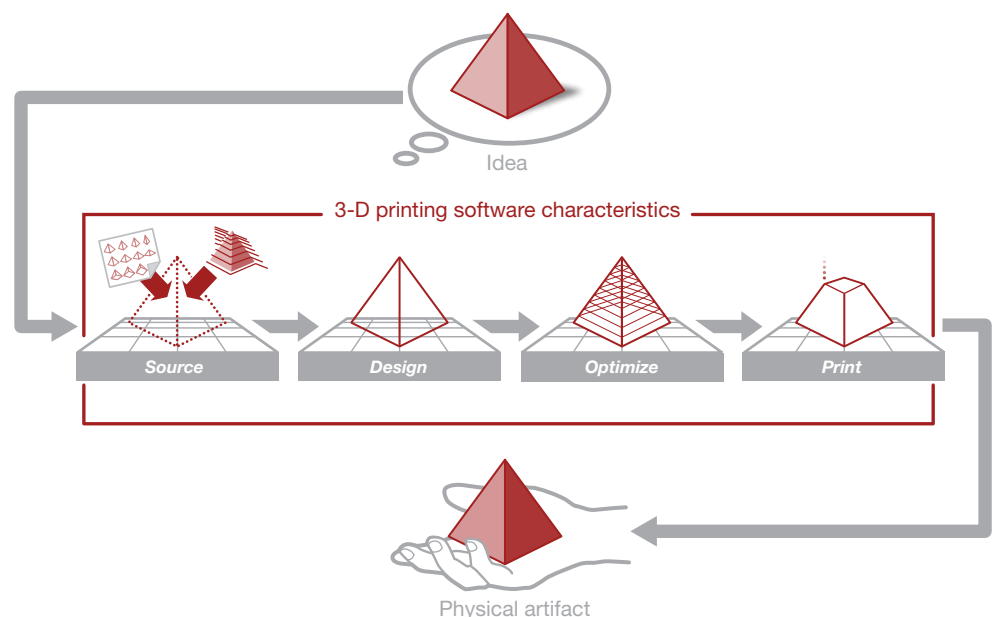 Idea
3-D printing software characteristics
Source
Design
Optimize
Print
Physical artifact